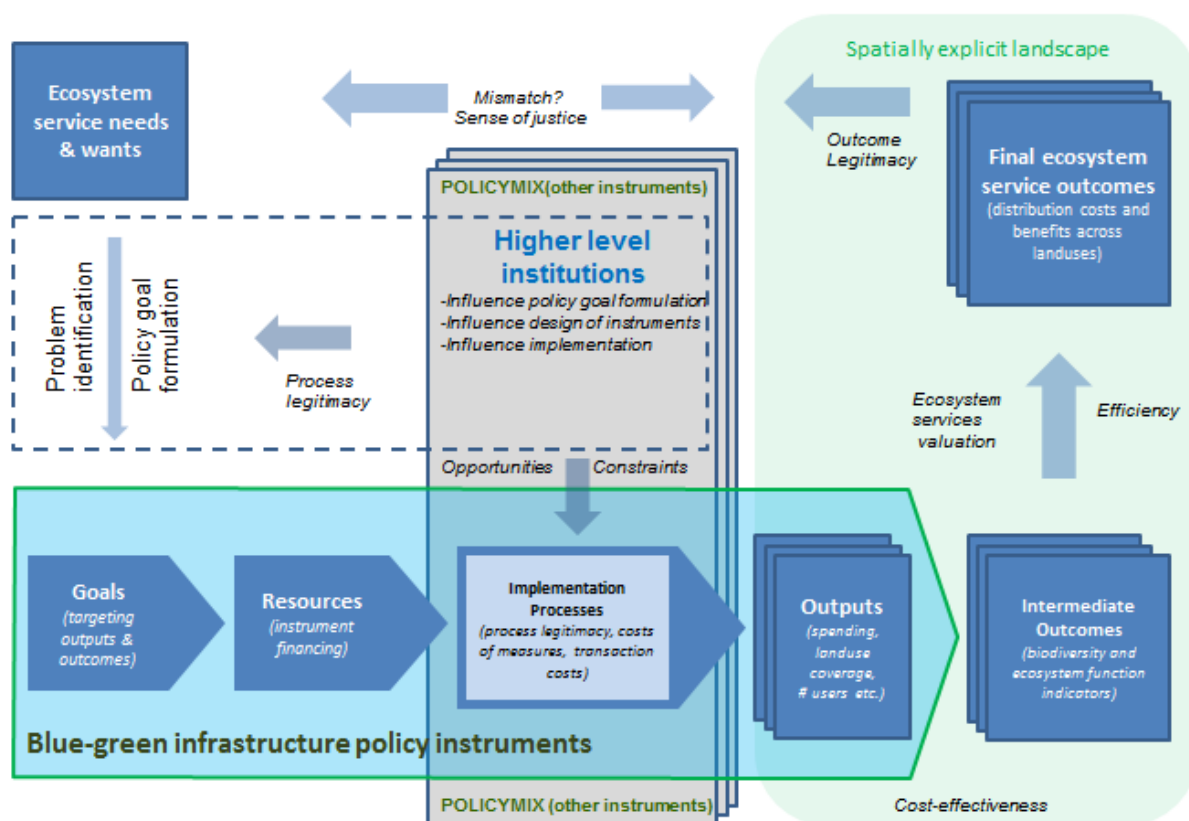 Spatially explicit landscape
Ecosystem
service needs
& wants
Mismatch?
Sense of justice
Outcome
Legitimacy
Final ecosystem
service outcomes
(distribution costs and
benefits across
landuses)
POLICYMIX(other instruments)
Higher level
institutions
-Influence policy goal formulation
-Influence design of instruments
-Influence implementation
Problem
identification
Policy goal
formulation
Process
legitimacy
Ecosystem
services
valuation
Efficiency
Opportunities
Constraints
Goals
(targeting
outputs &
outcomes)
Resources
(instrument
financing)
Implementation
Processes
(process legitimacy, costs
of measures, transaction
costs)
Outputs
(spending,
landuse
coverage,
# users etc.)
Intermediate
Outcomes
(biodiversity and
ecosystem function
indicators)
Blue-green infrastructure policy instruments
POLICYMIX (other instruments)
Cost-effectiveness